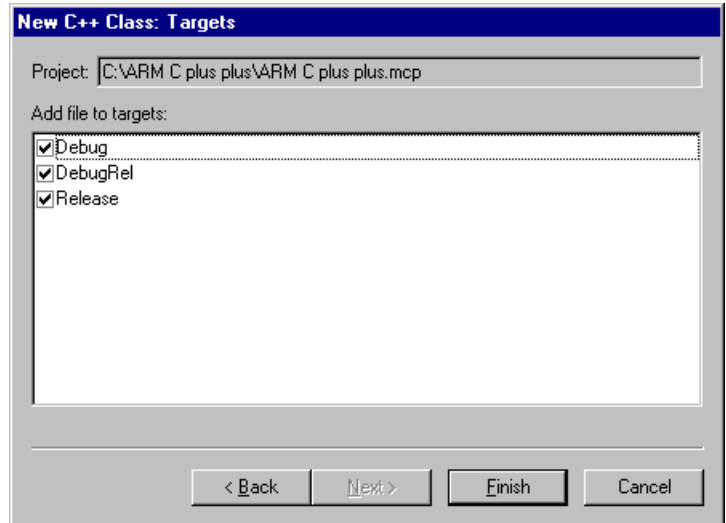 New C++ Class: Targets
Project: C:\ARM C plus plus\ARM C plus plus.mcp
Add file to targets:
Debug
DebugRel
Release
< Back Next > Finish Cancel